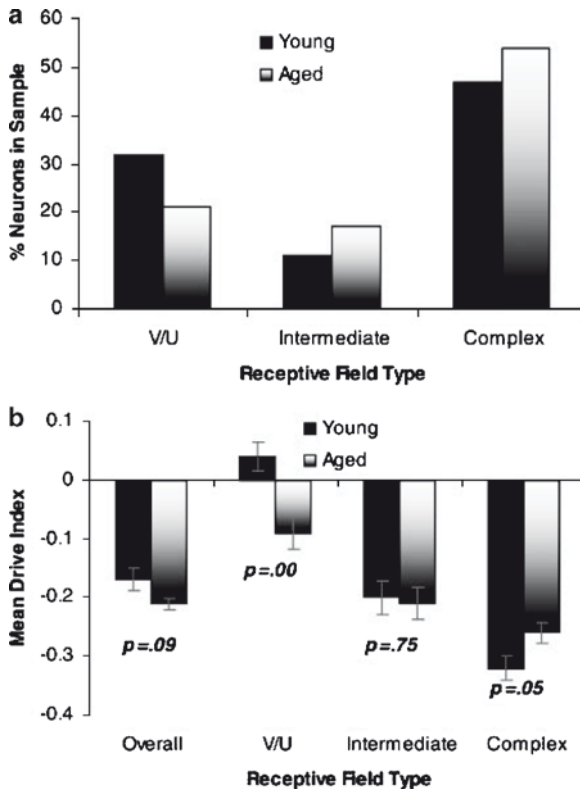 a
60
50
40
30
20
10
0
% Neurons in Sample
Young
Aged
V/U Intermediate Complex
Receptive Field Type
b
0.1
0
-0.1
-0.2
-0.3
-0.4
Mean Drive Index
Young
Aged
p=.09
p=.00
p=.75
p=.05
Overall V/U Intermediate Complex
Receptive Field Type